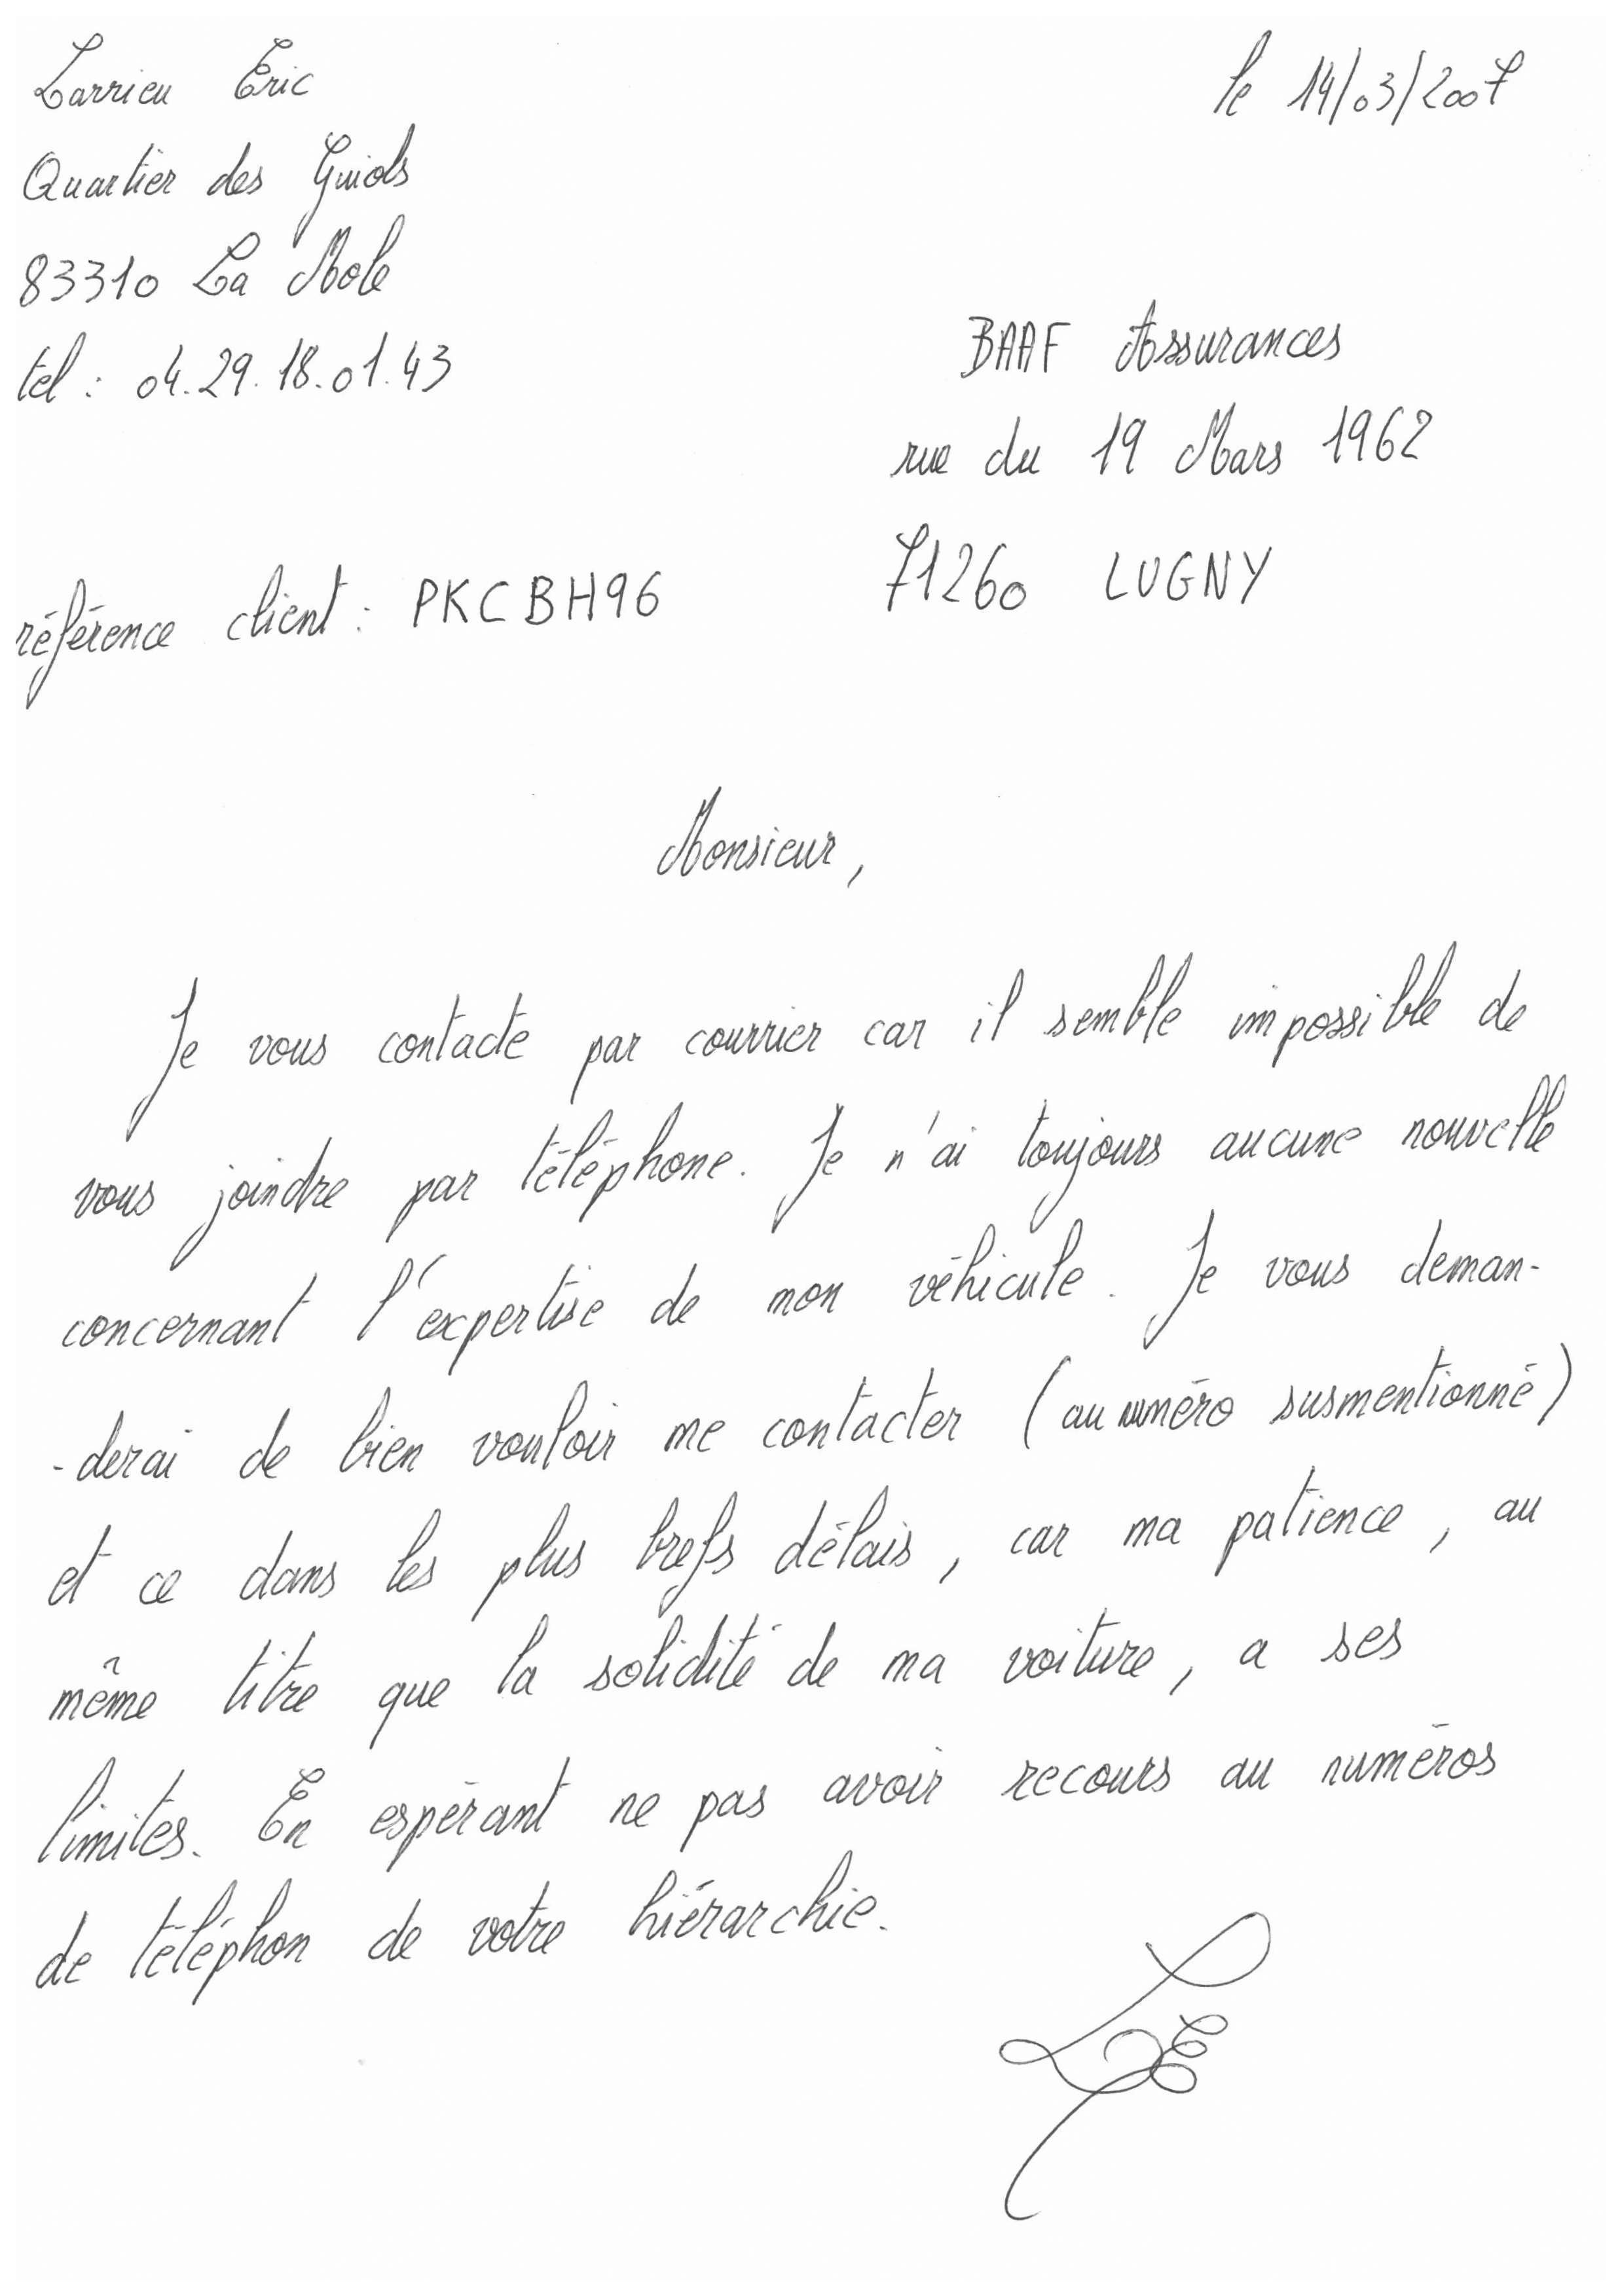 Larrieu Eric
le 14/03/2007
Quartier des Guiols
83310 La Mole
tel : 04.29.18.01.43
BAAF Assurances
rue du 19 Mars 1962
71260 LUGNY
référence client : PKCBH96
Monsieur,
Je vous contacte par courrier car il semble impossible de
vous joindre par téléphone. Je n'ai toujours aucune nouvelle
concernant l'expertise de mon véhicule. Je vous deman-
-derai de bien vouloir me contacter (au numéro susmentionné)
et ce dans les plus brefs délais, car ma patience, au
même titre que la solidité de ma voiture, a ses
limites. En espérant ne pas avoir recours au numéros
de téléphon de votre hiérarchie.
LE